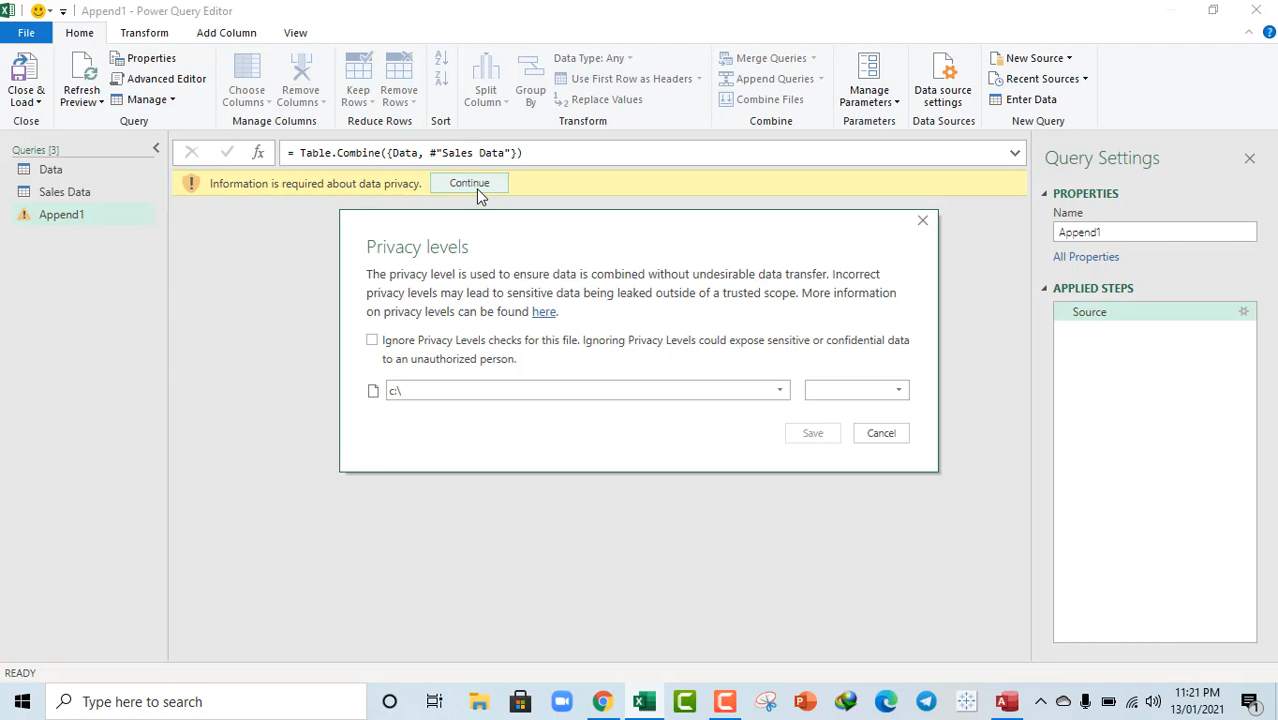 Append1 - Power Query Editor
File
Home
Transform
Add Column
View
Close &
Load
Close
Refresh
Preview
Properties
Advanced Editor
Manage
Query
Choose
Columns
Remove
Columns
Manage Columns
Keep
Rows
Remove
Rows
Reduce Rows
Sort
Split
Column
Group
By
Data Type: Any
Use First Row as Headers
Replace Values
Transform
Merge Queries
Append Queries
Combine Files
Combine
Manage
Parameters
Parameters
Data source
settings
Data Sources
New Source
Recent Sources
Enter Data
New Query
Queries [3]
Data
Sales Data
Append1
= Table.Combine({Data, #"Sales Data"})
Information is required about data privacy.
Continue
Privacy levels
The privacy level is used to ensure data is combined without undesirable data transfer. Incorrect
privacy levels may lead to sensitive data being leaked outside of a trusted scope. More information
on privacy levels can be found here.
Ignore Privacy Levels checks for this file. Ignoring Privacy Levels could expose sensitive or confidential data
to an unauthorized person.
c:\
Save
Cancel
Query Settings
PROPERTIES
Name
Append1
All Properties
APPLIED STEPS
Source
READY
Type here to search
11:21 PM
13/01/2021